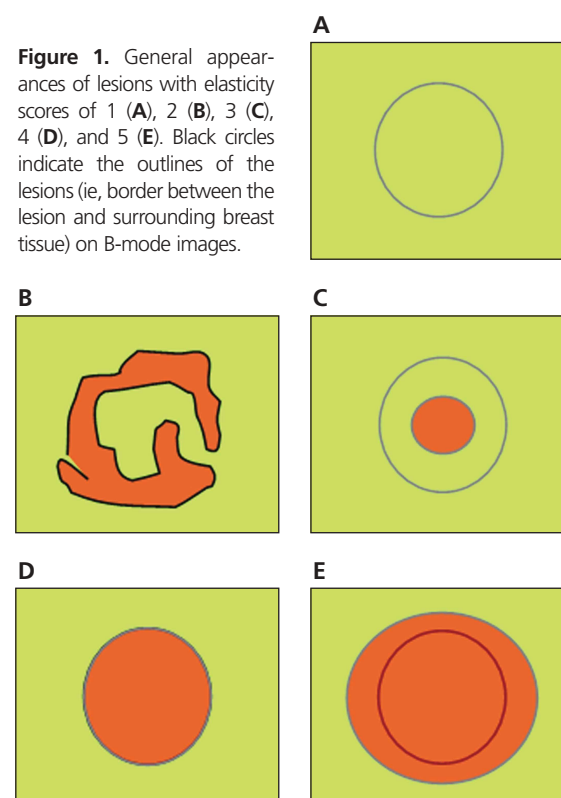 A
Figure 1. General appear-
ances of lesions with elasticity
scores of 1 (A), 2 (B), 3 (C),
4 (D), and 5 (E). Black circles
indicate the outlines of the
lesions (ie, border between the
lesion and surrounding breast
tissue) on B-mode images.
B
C
D
E